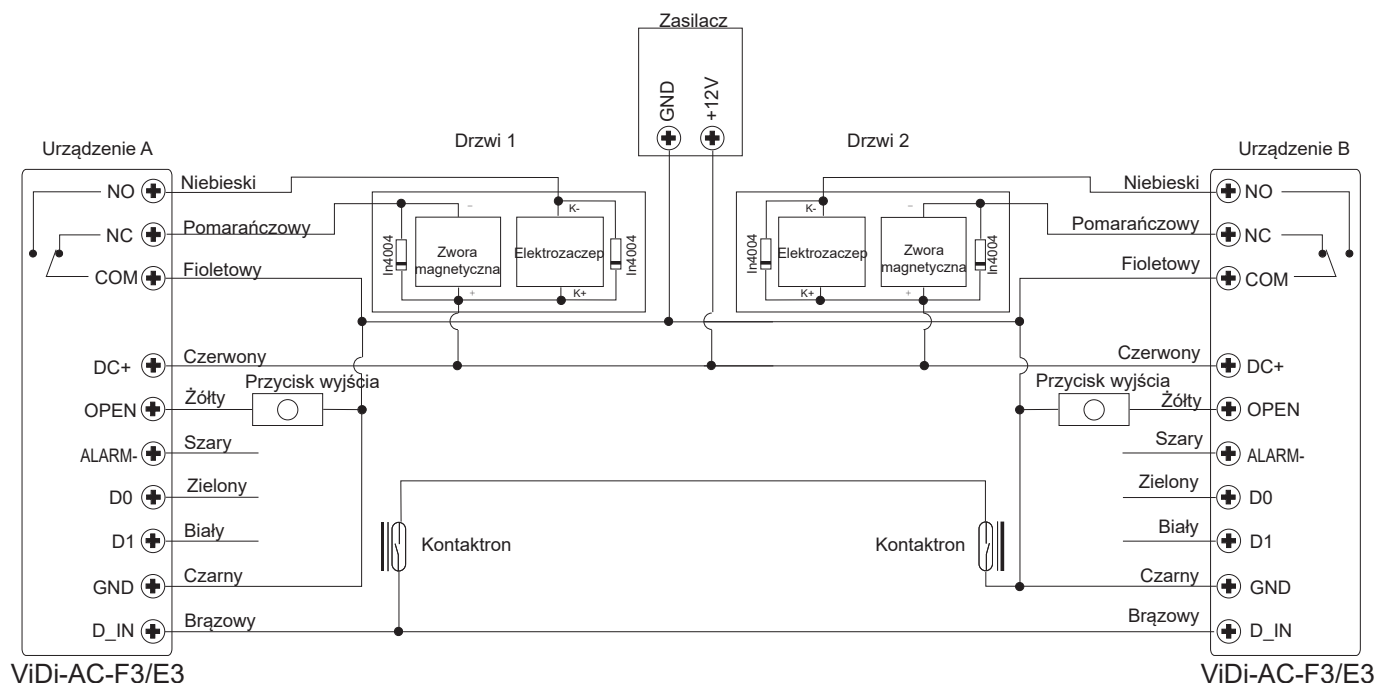 Zasilacz
GND
+12V
Urządzenie A
Drzwi 1
Drzwi 2
Urządzenie B
NO
Niebieski
Niebieski
NO
NC
Pomarańczowy
Pomarańczowy
NC
COM
Fioletowy
Fioletowy
COM
In4004
−
Zwora magnetyczna
+
K-
Elektrozaczep
K+
In4004
In4004
K-
Elektrozaczep
K+
−
Zwora magnetyczna
+
In4004
DC+
Czerwony
Czerwony
DC+
Przycisk wyjścia
Przycisk wyjścia
OPEN
Żółty
Żółty
OPEN
ALARM-
Szary
Szary
ALARM-
D0
Zielony
Zielony
D0
D1
Biały
Biały
D1
Kontaktron
Kontaktron
GND
Czarny
Czarny
GND
D_IN
Brązowy
Brązowy
D_IN
ViDi-AC-F3/E3
ViDi-AC-F3/E3